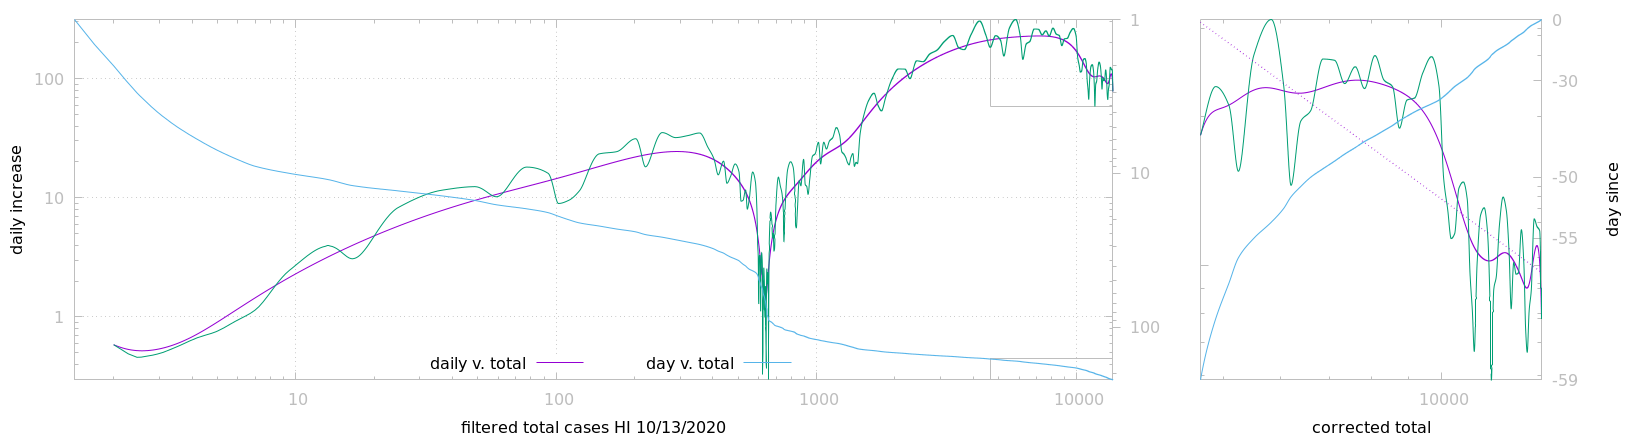 daily increase
100
10
1
daily v. total
day v. total
10
100
1000
10000
filtered total cases HI 10/13/2020
1
10
100
10000
corrected total
0
-30
-50
-55
-59
day since